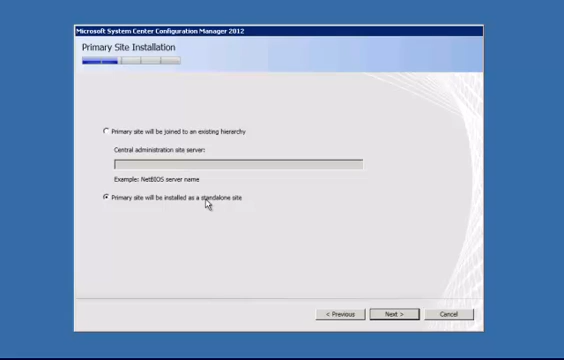 Microsoft System Center Configuration Manager 2012
Primary Site Installation
Primary site will be joined to an existing hierarchy
Central administration site server:
Example: NetBIOS server name
Primary site will be installed as a standalone site
< Previous
Next >
Cancel